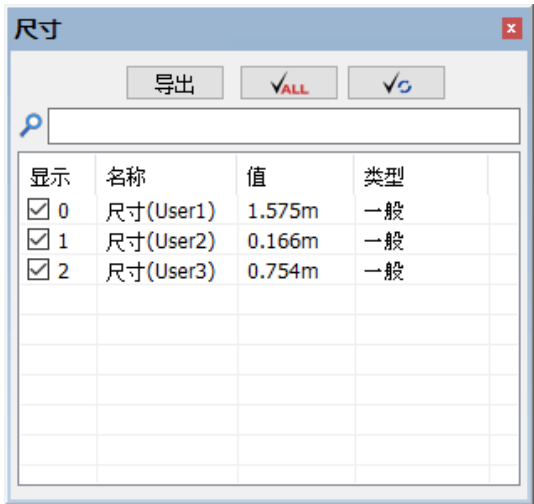 尺寸
导出 ALL
显示 名称 值 类型
0 尺寸(User1) 1.575m 一般
1 尺寸(User2) 0.166m 一般
2 尺寸(User3) 0.754m 一般